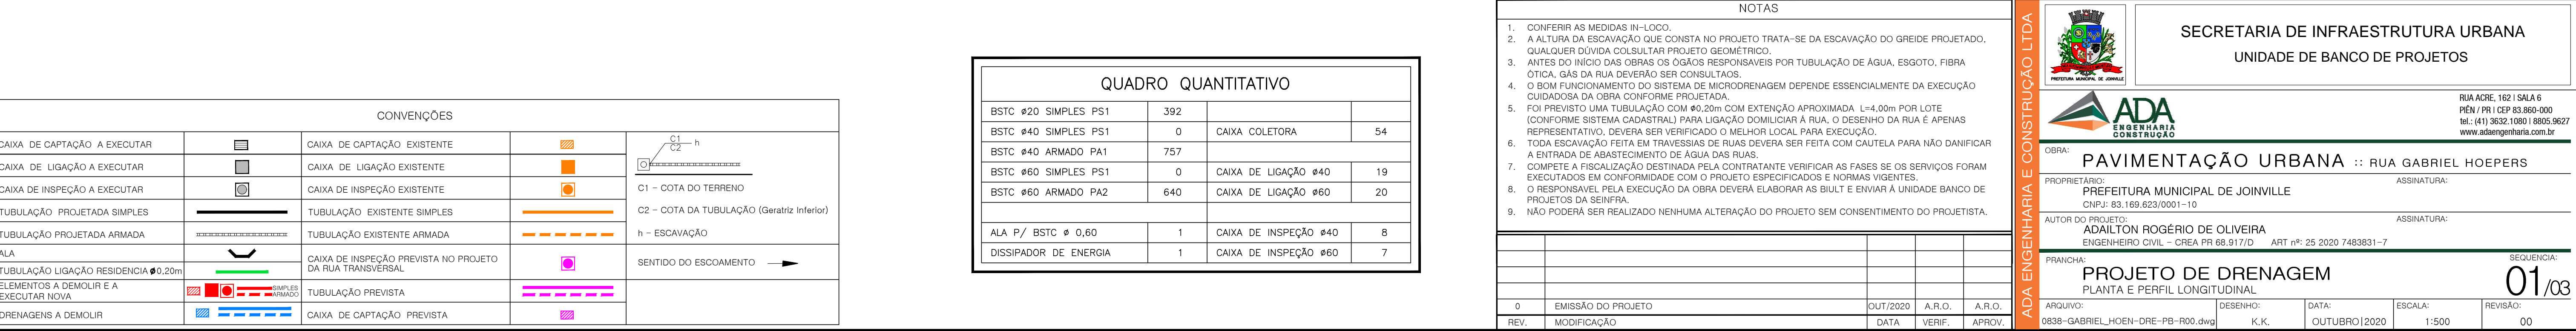 CONVENÇÕES
CAIXA DE CAPTAÇÃO A EXECUTAR
CAIXA DE CAPTAÇÃO EXISTENTE
CAIXA DE LIGAÇÃO A EXECUTAR
CAIXA DE LIGAÇÃO EXISTENTE
CAIXA DE INSPEÇÃO A EXECUTAR
CAIXA DE INSPEÇÃO EXISTENTE
TUBULAÇÃO PROJETADA SIMPLES
TUBULAÇÃO EXISTENTE SIMPLES
TUBULAÇÃO PROJETADA ARMADA
TUBULAÇÃO EXISTENTE ARMADA
ALA
TUBULAÇÃO LIGAÇÃO RESIDENCIA Ø0,20m
CAIXA DE INSPEÇÃO PREVISTA NO PROJETO
DA RUA TRANSVERSAL
ELEMENTOS A DEMOLIR E A
EXECUTAR NOVA
SIMPLES
ARMADO
TUBULAÇÃO PREVISTA
DRENAGENS A DEMOLIR
CAIXA DE CAPTAÇÃO PREVISTA
C1
C2
h
C1 - COTA DO TERRENO
C2 - COTA DA TUBULAÇÃO (Geratriz Inferior)
h - ESCAVAÇÃO
SENTIDO DO ESCOAMENTO
QUADRO QUANTITATIVO
BSTC Ø20 SIMPLES PS1 392
BSTC Ø40 SIMPLES PS1 0 CAIXA COLETORA 54
BSTC Ø40 ARMADO PA1 757
BSTC Ø60 SIMPLES PS1 0 CAIXA DE LIGAÇÃO Ø40 19
BSTC Ø60 ARMADO PA2 640 CAIXA DE LIGAÇÃO Ø60 20
ALA P/ BSTC Ø 0,60 1 CAIXA DE INSPEÇÃO Ø40 8
DISSIPADOR DE ENERGIA 1 CAIXA DE INSPEÇÃO Ø60 7
NOTAS
1. CONFERIR AS MEDIDAS IN-LOCO.
2. A ALTURA DA ESCAVAÇÃO QUE CONSTA NO PROJETO TRATA-SE DA ESCAVAÇÃO DO GREIDE PROJETADO,
QUALQUER DÚVIDA COLSULTAR PROJETO GEOMÉTRICO.
3. ANTES DO INÍCIO DAS OBRAS OS ÓGÃOS RESPONSAVEIS POR TUBULAÇÃO DE ÁGUA, ESGOTO, FIBRA
ÓTICA, GÁS DA RUA DEVERÃO SER CONSULTAOS.
4. O BOM FUNCIONAMENTO DO SISTEMA DE MICRODRENAGEM DEPENDE ESSENCIALMENTE DA EXECUÇÃO
CUIDADOSA DA OBRA CONFORME PROJETADA.
5. FOI PREVISTO UMA TUBULAÇÃO COM Ø0,20m COM EXTENÇÃO APROXIMADA L=4,00m POR LOTE
(CONFORME SISTEMA CADASTRAL) PARA LIGAÇÃO DOMILICIAR Á RUA, O DESENHO DA RUA É APENAS
REPRESENTATIVO, DEVERA SER VERIFICADO O MELHOR LOCAL PARA EXECUÇÃO.
6. TODA ESCAVAÇÃO FEITA EM TRAVESSIAS DE RUAS DEVERA SER FEITA COM CAUTELA PARA NÃO DANIFICAR
A ENTRADA DE ABASTECIMENTO DE ÁGUA DAS RUAS.
7. COMPETE A FISCALIZAÇÃO DESTINADA PELA CONTRATANTE VERIFICAR AS FASES SE OS SERVIÇOS FORAM
EXECUTADOS EM CONFORMIDADE COM O PROJETO ESPECIFICADOS E NORMAS VIGENTES.
8. O RESPONSAVEL PELA EXECUÇÃO DA OBRA DEVERÁ ELABORAR AS BIULT E ENVIAR À UNIDADE BANCO DE
PROJETOS DA SEINFRA.
9. NÃO PODERÁ SER REALIZADO NENHUMA ALTERAÇÃO DO PROJETO SEM CONSENTIMENTO DO PROJETISTA.
0 EMISSÃO DO PROJETO OUT/2020 A.R.O. A.R.O.
REV. MODIFICAÇÃO DATA VERIF. APROV.
ADA ENGENHARIA E CONSTRUÇÃO LTDA
PREFEITURA MUNICIPAL DE JOINVILLE
SECRETARIA DE INFRAESTRUTURA URBANA
UNIDADE DE BANCO DE PROJETOS
ADA
ENGENHARIA
CONSTRUÇÃO
RUA ACRE, 162 | SALA 6
PIÊN / PR | CEP 83.860-000
tel.: (41) 3632.1080 | 8805.9627
www.adaengenharia.com.br
OBRA:
PAVIMENTAÇÃO URBANA :: RUA GABRIEL HOEPERS
PROPRIETÁRIO: ASSINATURA:
PREFEITURA MUNICIPAL DE JOINVILLE
CNPJ: 83.169.623/0001-10
AUTOR DO PROJETO: ASSINATURA:
ADAILTON ROGÉRIO DE OLIVEIRA
ENGENHEIRO CIVIL - CREA PR 68.917/D ART nº: 25 2020 7483831-7
PRANCHA: SEQUENCIA:
PROJETO DE DRENAGEM
PLANTA E PERFIL LONGITUDINAL
01/03
ARQUIVO: DESENHO: DATA: ESCALA: REVISÃO:
0838-GABRIEL_HOEN-DRE-PB-R00.dwg K.K. OUTUBRO|2020 1:500 00